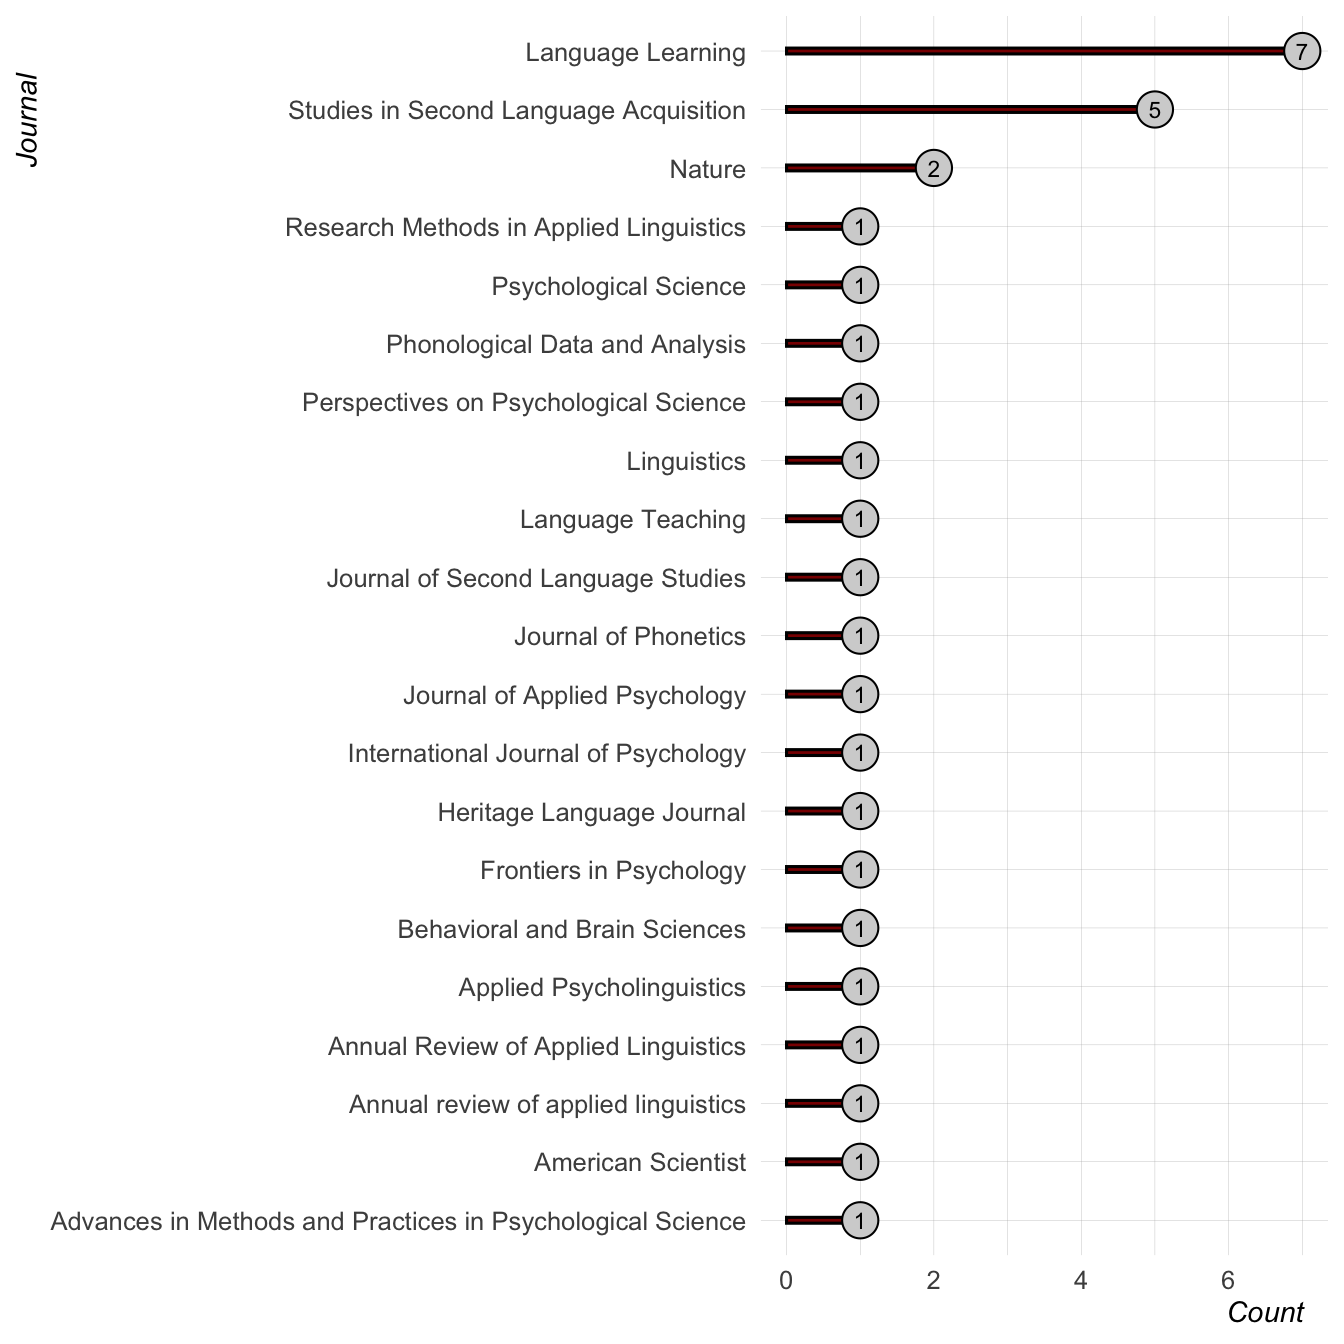 Journal
Language Learning 7
Studies in Second Language Acquisition 5
Nature 2
Research Methods in Applied Linguistics 1
Psychological Science 1
Phonological Data and Analysis 1
Perspectives on Psychological Science 1
Linguistics 1
Language Teaching 1
Journal of Second Language Studies 1
Journal of Phonetics 1
Journal of Applied Psychology 1
International Journal of Psychology 1
Heritage Language Journal 1
Frontiers in Psychology 1
Behavioral and Brain Sciences 1
Applied Psycholinguistics 1
Annual Review of Applied Linguistics 1
Annual review of applied linguistics 1
American Scientist 1
Advances in Methods and Practices in Psychological Science 1
0 2 4 6
Count